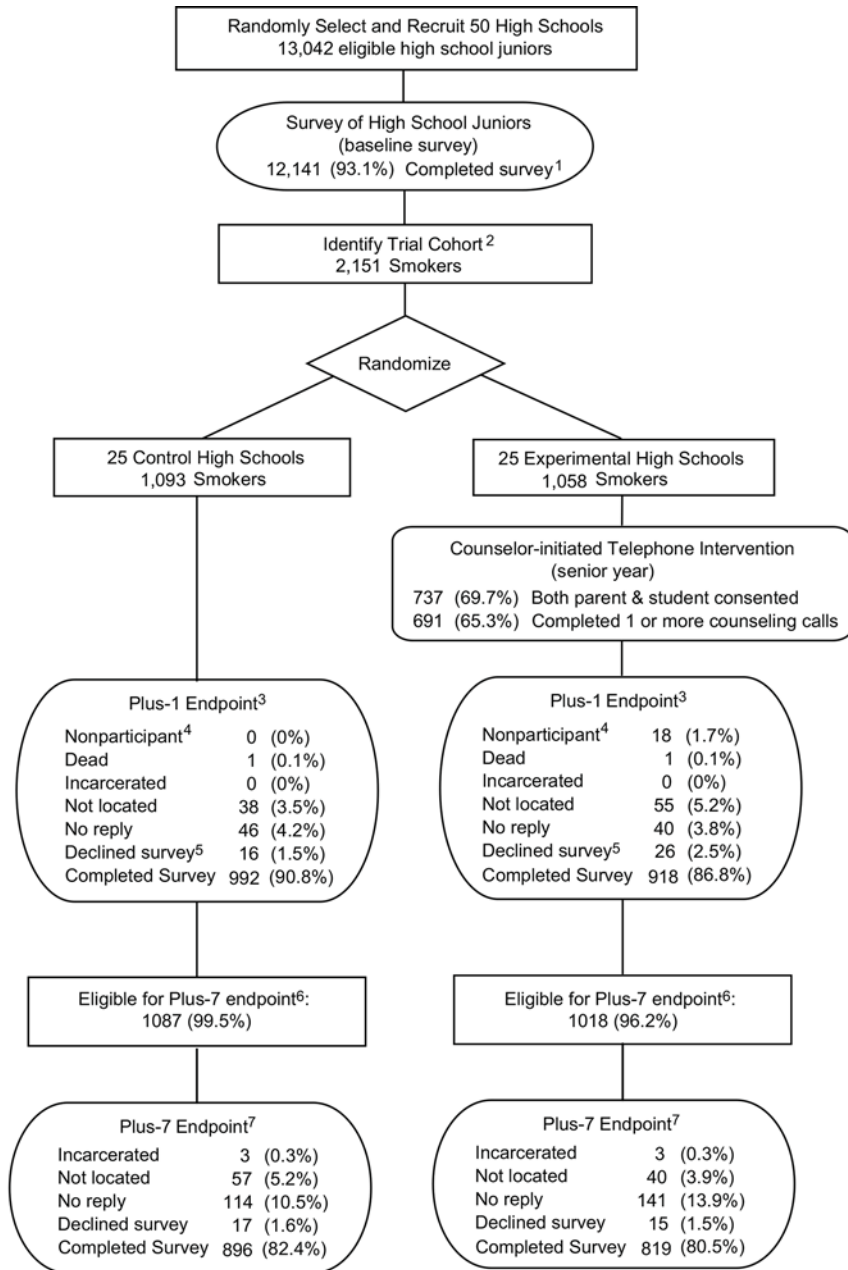 Randomly Select and Recruit 50 High Schools
13,042 eligible high school juniors
Survey of High School Juniors
(baseline survey)
12,141 (93.1%) Completed survey1
Identify Trial Cohort 2
2,151 Smokers
Randomize
25 Control High Schools
1,093 Smokers
25 Experimental High Schools
1,058 Smokers
Counselor-initiated Telephone Intervention
(senior year)
737 (69.7%) Both parent & student consented
691 (65.3%) Completed 1 or more counseling calls
Plus-1 Endpoint3
Nonparticipant4 0 (0%)
Dead 1 (0.1%)
Incarcerated 0 (0%)
Not located 38 (3.5%)
No reply 46 (4.2%)
Declined survey5 16 (1.5%)
Completed Survey 992 (90.8%)
Plus-1 Endpoint3
Nonparticipant4 18 (1.7%)
Dead 1 (0.1%)
Incarcerated 0 (0%)
Not located 55 (5.2%)
No reply 40 (3.8%)
Declined survey5 26 (2.5%)
Completed Survey 918 (86.8%)
Eligible for Plus-7 endpoint6:
1087 (99.5%)
Eligible for Plus-7 endpoint6:
1018 (96.2%)
Plus-7 Endpoint7
Incarcerated 3 (0.3%)
Not located 57 (5.2%)
No reply 114 (10.5%)
Declined survey 17 (1.6%)
Completed Survey 896 (82.4%)
Plus-7 Endpoint7
Incarcerated 3 (0.3%)
Not located 40 (3.9%)
No reply 141 (13.9%)
Declined survey 15 (1.5%)
Completed Survey 819 (80.5%)